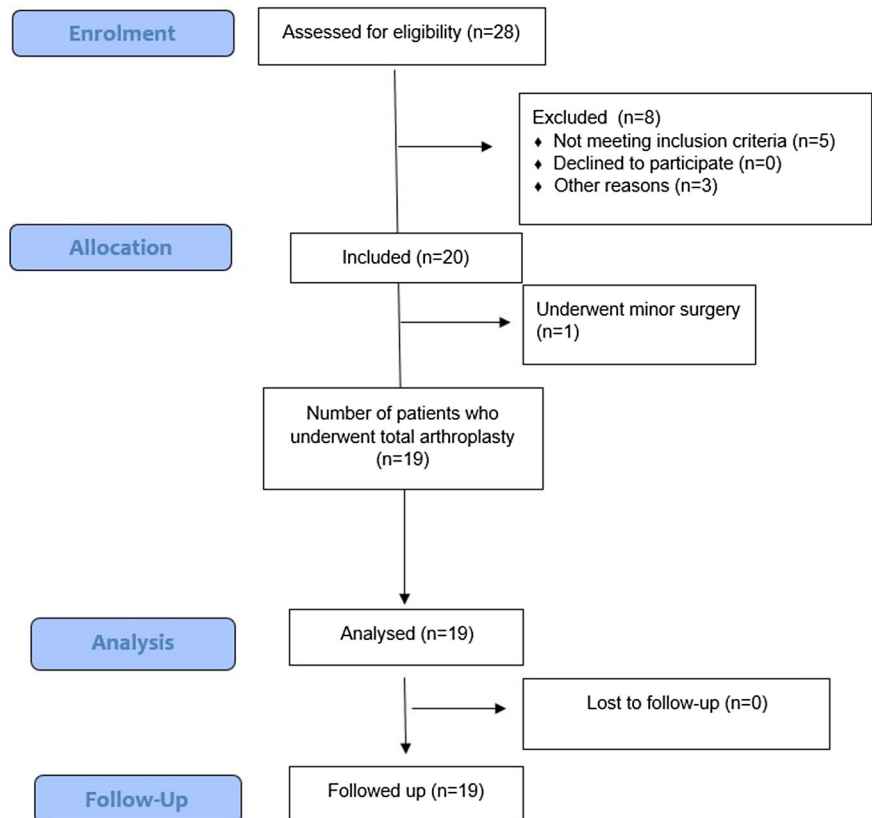 Enrolment
Assessed for eligibility (n=28)
Excluded (n=8)
♦ Not meeting inclusion criteria (n=5)
♦ Declined to participate (n=0)
♦ Other reasons (n=3)
Allocation
Included (n=20)
Underwent minor surgery
(n=1)
Number of patients who
underwent total arthroplasty
(n=19)
Analysis
Analysed (n=19)
Lost to follow-up (n=0)
Follow-Up
Followed up (n=19)